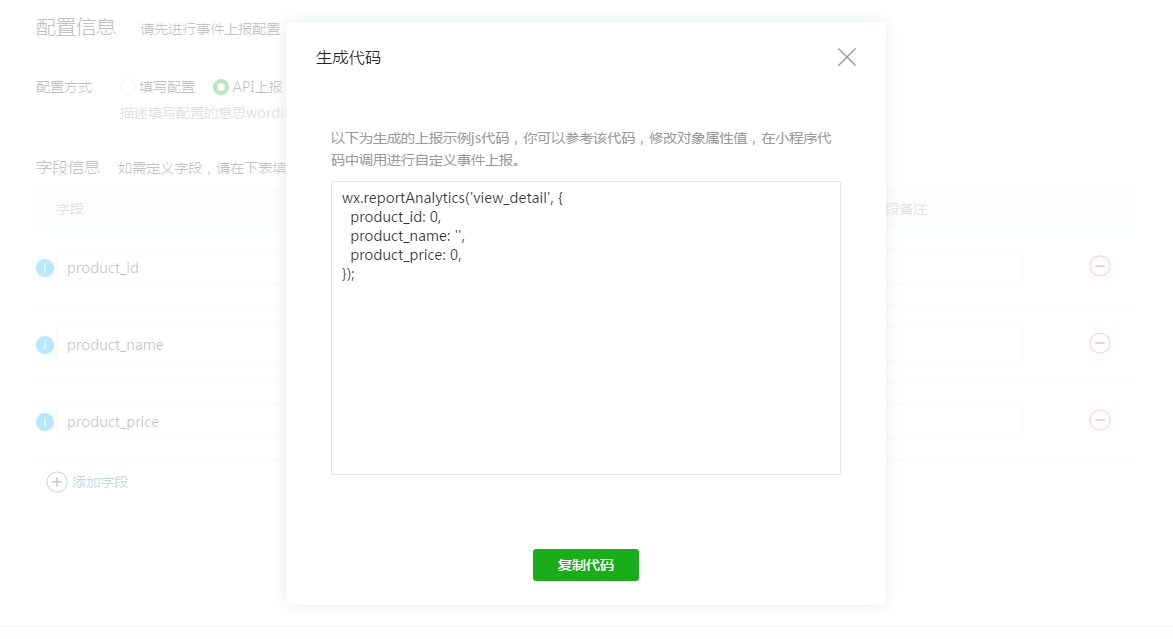 配置信息 请先进行事件上报配置
配置方式 填写配置 API上报
描述填写配置的意思wordi
字段信息 如需定义字段，请在下表填
字段 段备注
product_id
product_name
product_price
添加字段
生成代码
以下为生成的上报示例js代码，你可以参考该代码，修改对象属性值，在小程序代
码中调用进行自定义事件上报。
wx.reportAnalytics('view_detail', {
  product_id: 0,
  product_name: '',
  product_price: 0,
});
复制代码